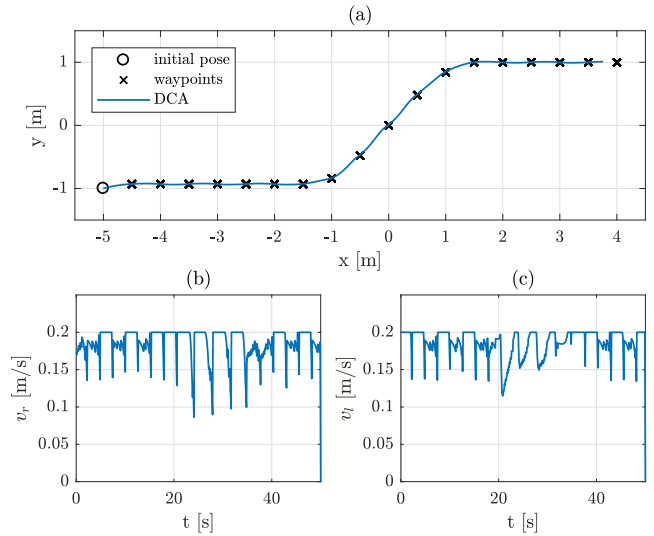 (a)
initial pose
waypoints
DCA
1
0
-1
y [m]
-5 -4 -3 -2 -1 0 1 2 3 4
x [m]
(b)
0.2
0.15
0.1
0.05
0
v_r [m/s]
0 20 40
t [s]
(c)
0.2
0.15
0.1
0.05
0
v_l [m/s]
0 20 40
t [s]